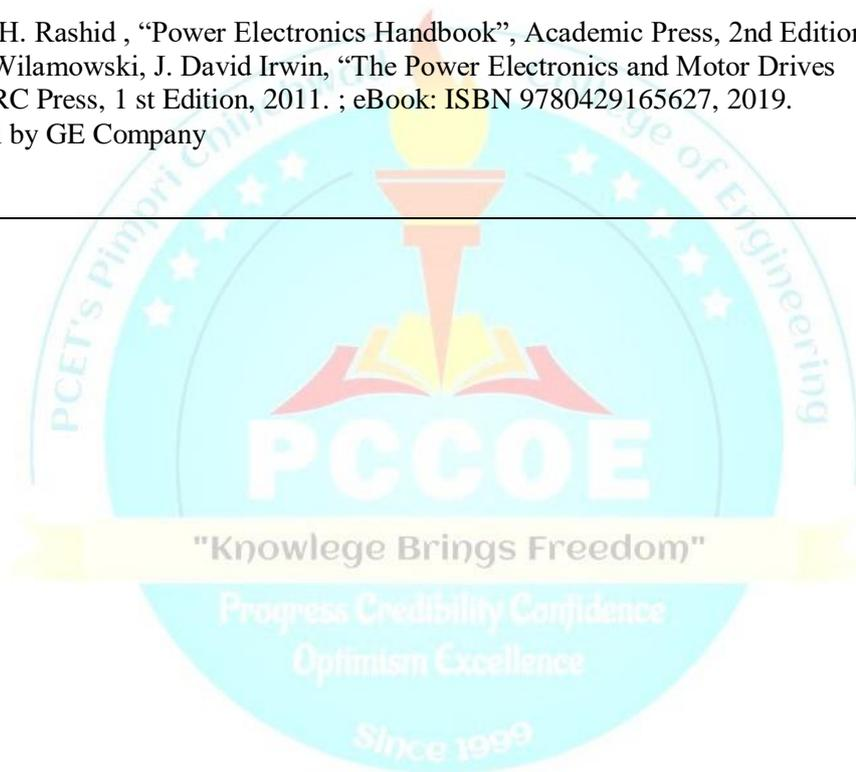 H. Rashid , “Power Electronics Handbook”, Academic Press, 2nd Edition
Wilamowski, J. David Irwin, “The Power Electronics and Motor Drives
RC Press, 1 st Edition, 2011. ; eBook: ISBN 9780429165627, 2019.
by GE Company
PCET's Pimpri Chinchwad College of Engineering
PCCOE
"Knowlege Brings Freedom"
Progress Credibility Confidence
Optimism Excellence
Since 1999